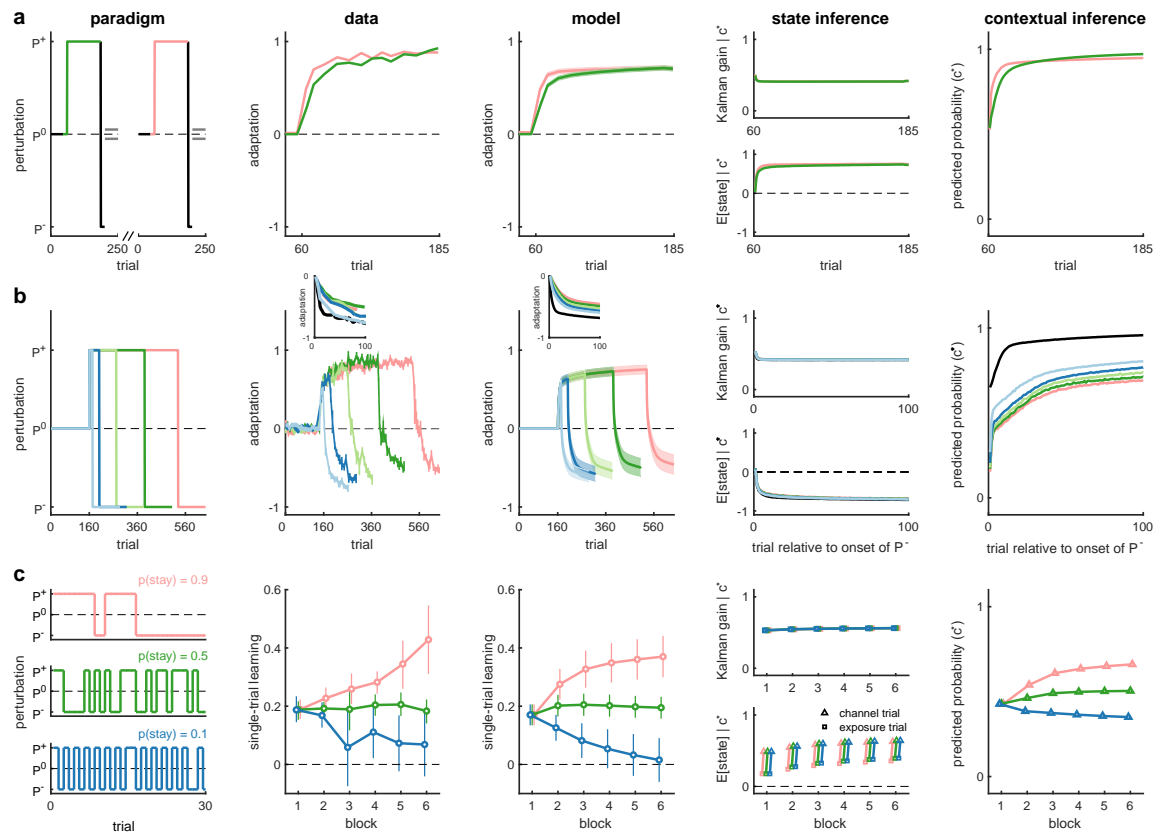 paradigm data model state inference contextual inference
a
perturbation
P+
P0
P-
0 250 // 0 250
trial
adaptation
1
0
-1
60 185
trial
adaptation
1
0
-1
60 185
trial
Kalman gain | c*
1
0
60 185
E[state] | c*
1
0
-1
60 185
trial
predicted probability (c*)
1
0
60 185
trial
b
perturbation
P+
P0
P-
0 160 360 560
trial
adaptation
0
-1
0 100
adaptation
1
0
-1
0 160 360 560
trial
adaptation
0
-1
0 100
adaptation
1
0
-1
0 160 360 560
trial
Kalman gain | c*
1
0
0 100
E[state] | c*
1
0
-1
0 100
trial relative to onset of P-
predicted probability (c*)
1
0
0 100
trial relative to onset of P-
c
perturbation
p(stay) = 0.9
P+
P0
P-
p(stay) = 0.5
P+
P0
P-
p(stay) = 0.1
P+
P0
P-
0 30
trial
single-trial learning
0.6
0.4
0.2
0
1 2 3 4 5 6
block
single-trial learning
0.6
0.4
0.2
0
1 2 3 4 5 6
block
Kalman gain | c*
1
0
1 2 3 4 5 6
E[state] | c*
1
0
channel trial
exposure trial
1 2 3 4 5 6
block
predicted probability (c*)
1
0
1 2 3 4 5 6
block